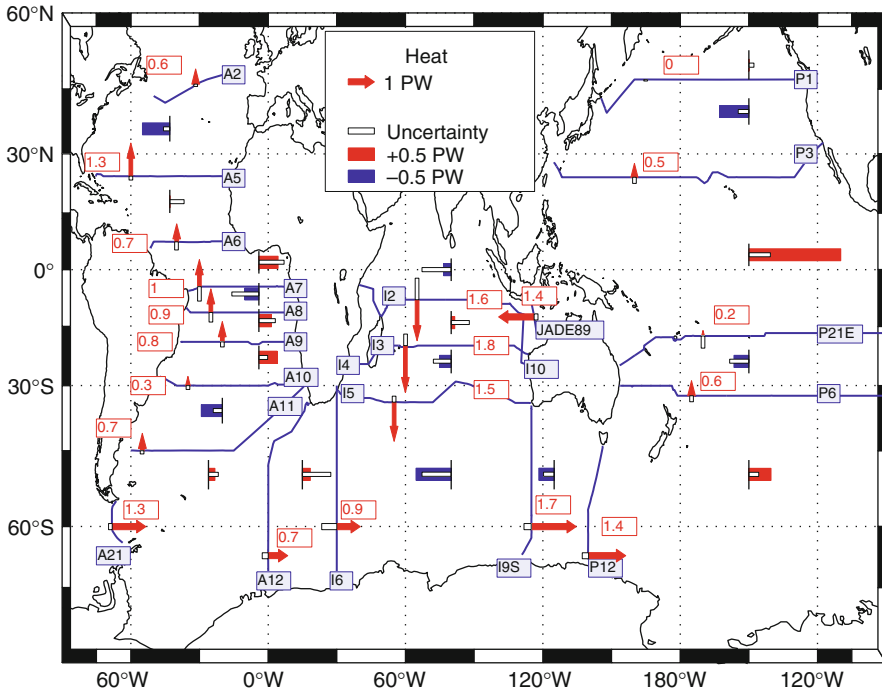 60°N
Heat
1 PW
Uncertainty
+0.5 PW
−0.5 PW
0.6
A2
0
P1
30°N
1.3
A5
0.5
P3
0.7
A6
0°
1
A7
0.9
A8
0.8
A9
0.3
A10
A11
0.7
I2
1.6
1.4
JADE89
I3
1.8
I4
I10
I5
1.5
0.2
P21E
0.6
P6
30°S
60°S
1.3
A21
0.7
A12
0.9
I6
1.7
I9S
1.4
P12
60°W
0°W
60°W
120°W
180°W
120°W